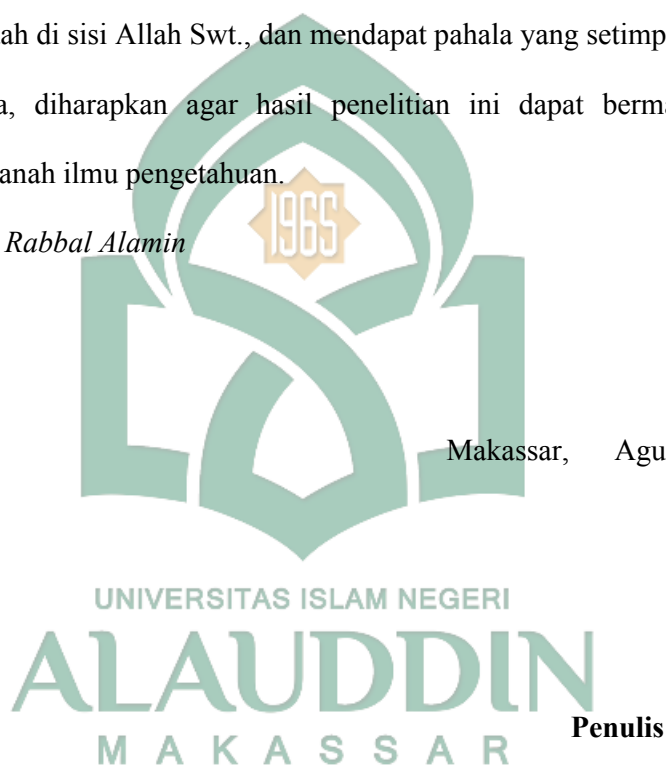 ah di sisi Allah Swt., dan mendapat pahala yang setimp
a, diharapkan agar hasil penelitian ini dapat berma
anah ilmu pengetahuan.
1965
Rabbal Alamin
Makassar, Agu
UNIVERSITAS ISLAM NEGERI
ALAUDDIN
Penulis
MAKASSAR